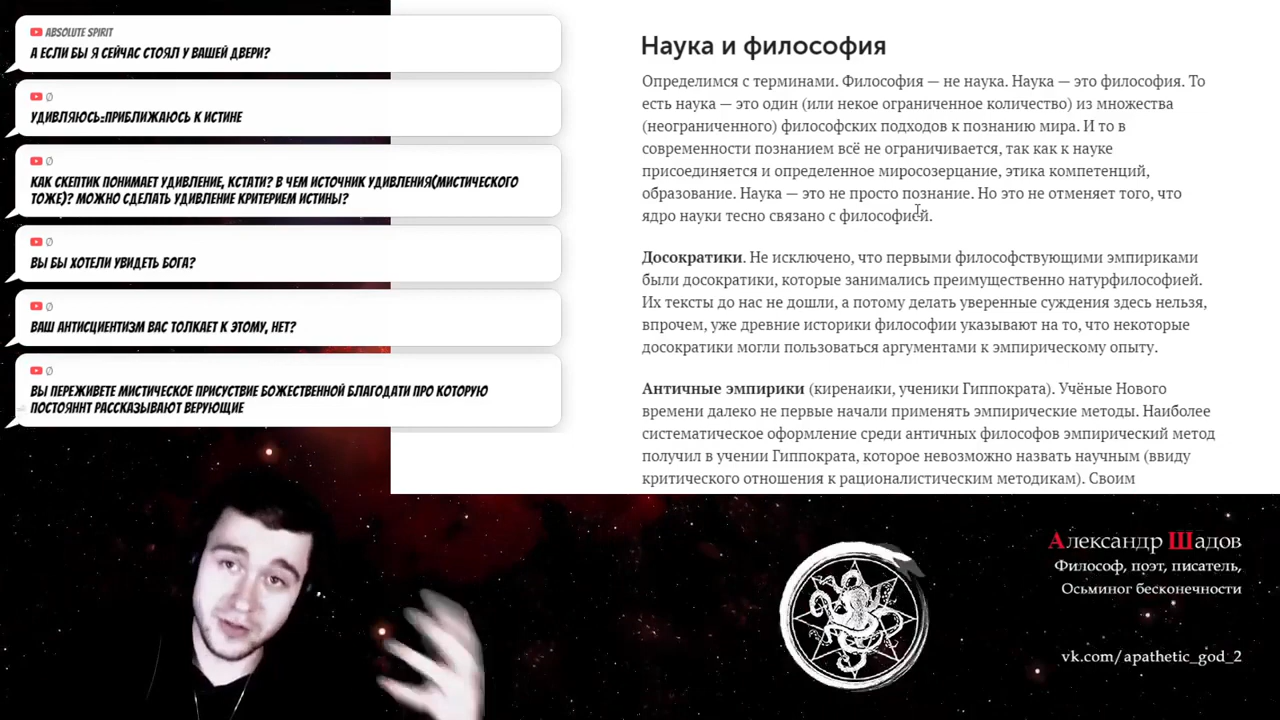 ABSOLUTE SPIRIT
А ЕСЛИ БЫ Я СЕЙЧАС СТОЯЛ У ВАШЕЙ ДВЕРИ?
Ø
УДИВЛЯЮСЬ=ПРИБЛИЖАЮСЬ К ИСТИНЕ
Ø
КАК СКЕПТИК ПОНИМАЕТ УДИВЛЕНИЕ, КСТАТИ? В ЧЕМ ИСТОЧНИК УДИВЛЕНИЯ(МИСТИЧЕСКОГО
ТОЖЕ)? МОЖНО СДЕЛАТЬ УДИВЛЕНИЕ КРИТЕРИЕМ ИСТИНЫ?
Ø
ВЫ БЫ ХОТЕЛИ УВИДЕТЬ БОГА?
Ø
ВАШ АНТИСЦИЕНТИЗМ ВАС ТОЛКАЕТ К ЭТОМУ, НЕТ?
Ø
ВЫ ПЕРЕЖИВЕТЕ МИСТИЧЕСКОЕ ПРИСУСТВИЕ БОЖЕСТВЕННОЙ БЛАГОДАТИ ПРО КОТОРУЮ
ПОСТОЯННТ РАССКАЗЫВАЮТ ВЕРУЮЩИЕ
Наука и философия
Определимся с терминами. Философия — не наука. Наука — это философия. То
есть наука — это один (или некое ограниченное количество) из множества
(неограниченного) философских подходов к познанию мира. И то в
современности познанием всё не ограничивается, так как к науке
присоединяется и определенное миросозерцание, этика компетенций,
образование. Наука — это не просто познание. Но это не отменяет того, что
ядро науки тесно связано с философией.
Досократики. Не исключено, что первыми философствующими эмпириками
были досократики, которые занимались преимущественно натурфилософией.
Их тексты до нас не дошли, а потому делать уверенные суждения здесь нельзя,
впрочем, уже древние историки философии указывают на то, что некоторые
досократики могли пользоваться аргументами к эмпирическому опыту.
Античные эмпирики (киренаики, ученики Гиппократа). Учёные Нового
времени далеко не первые начали применять эмпирические методы. Наиболее
систематическое оформление среди античных философов эмпирический метод
получил в учении Гиппократа, которое невозможно назвать научным (ввиду
критического отношения к рационалистическим методикам). Своим
Александр Шадов
Философ, поэт, писатель,
Осьминог бесконечности
vk.com/apathetic_god_2